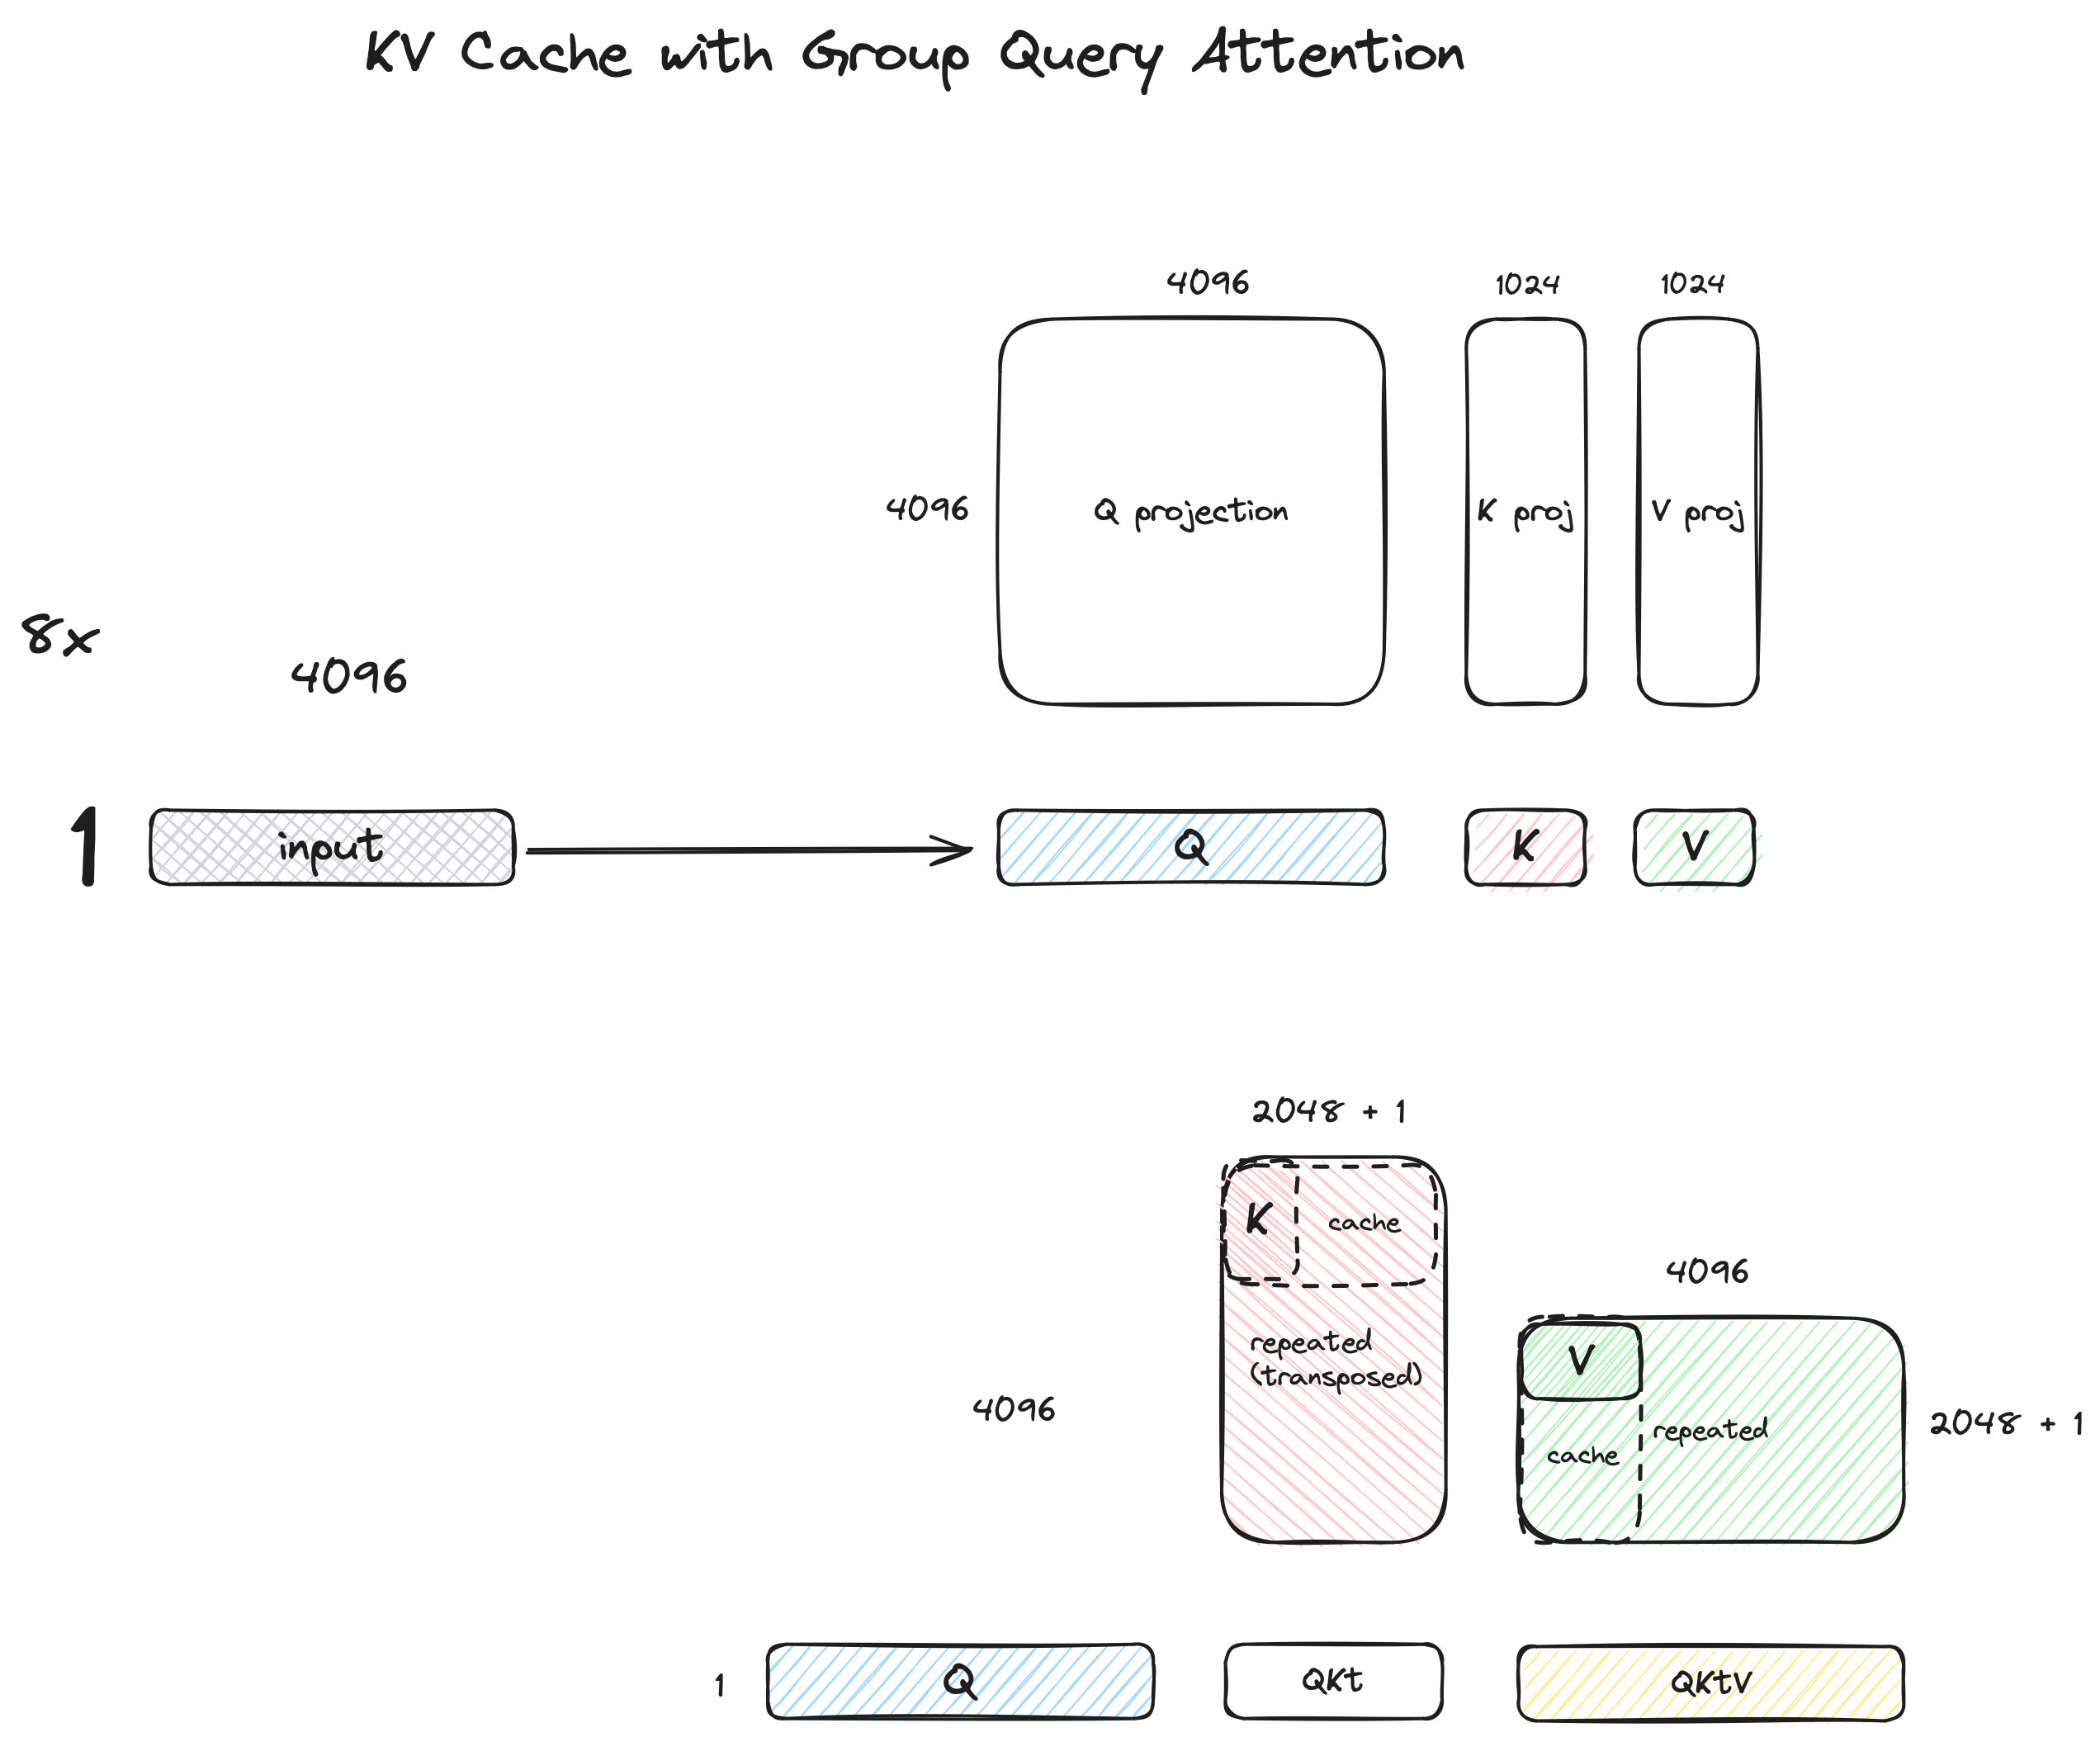 KV Cache with Group Query Attention
4096
1024
1024
4096
Q projection
K proj
V proj
8x
4096
1
input
Q
K
V
2048 + 1
K
cache
4096
repeated
(transposed)
V
4096
repeated
cache
2048 + 1
1
Q
QKt
QKtV